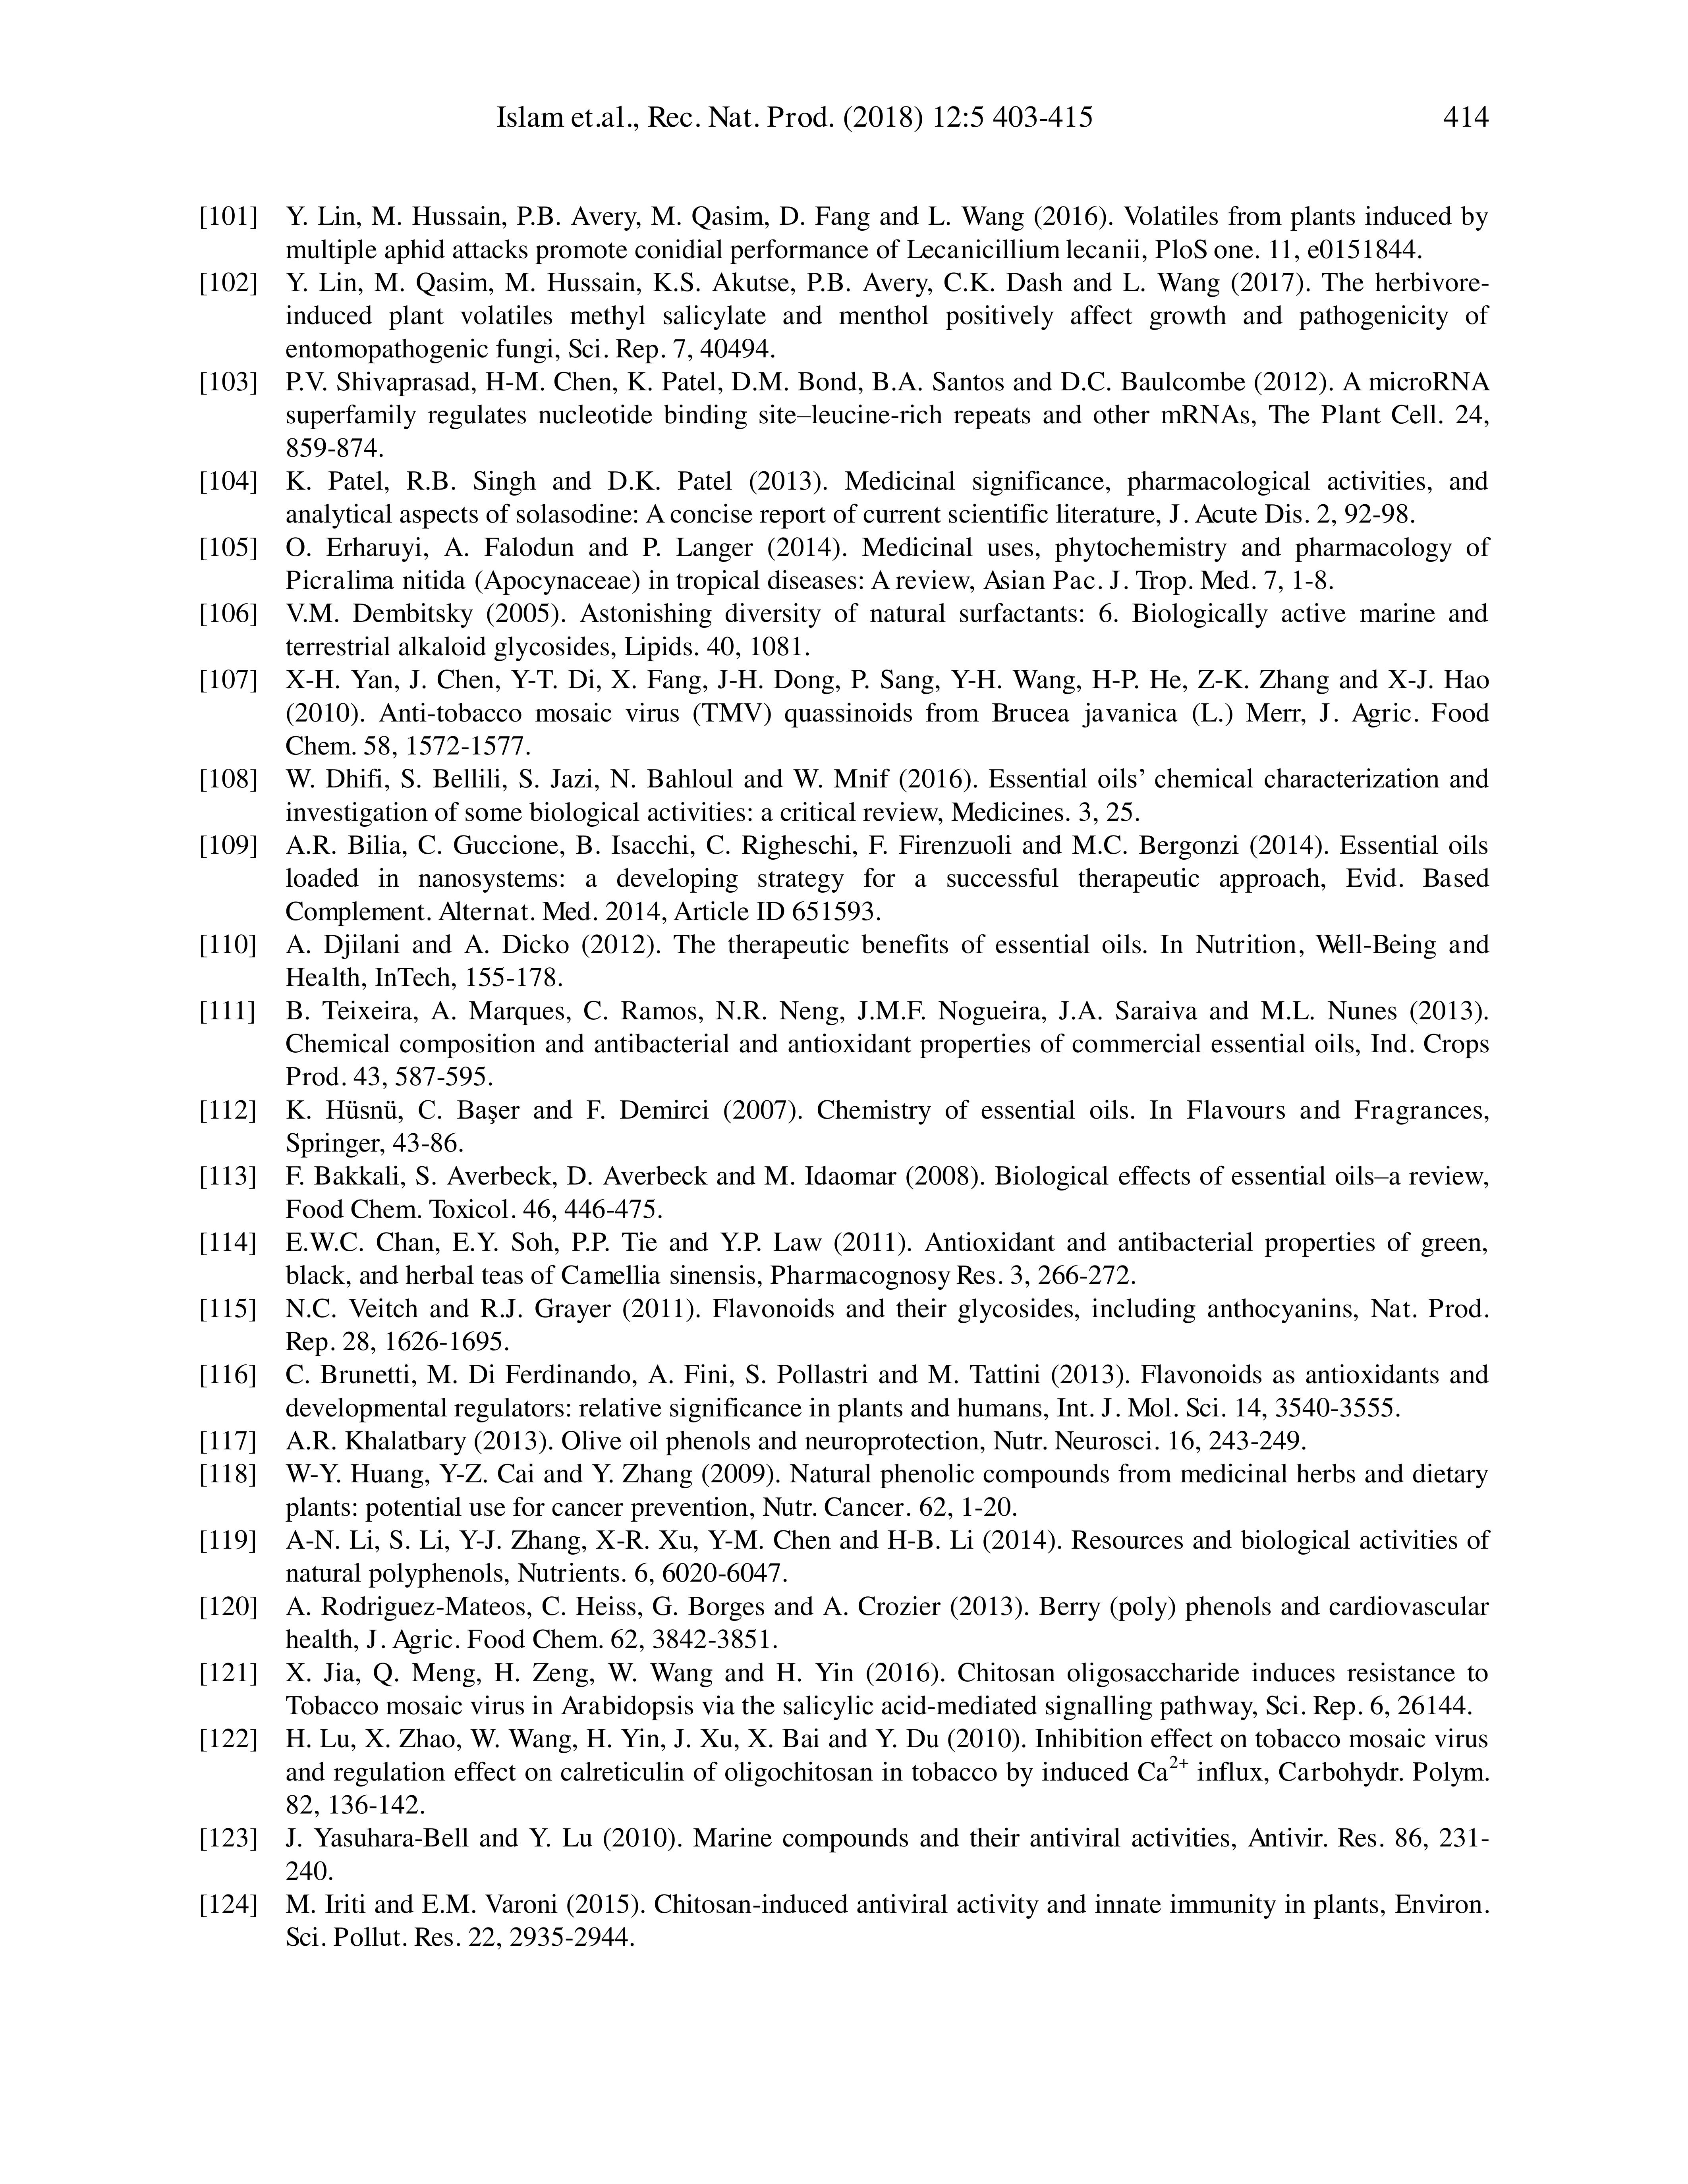 Islam et.al., Rec. Nat. Prod. (2018) 12:5 403-415 414
[101] Y. Lin, M. Hussain, P.B. Avery, M. Qasim, D. Fang and L. Wang (2016). Volatiles from plants induced by
multiple aphid attacks promote conidial performance of Lecanicillium lecanii, PloS one. 11, e0151844.
[102] Y. Lin, M. Qasim, M. Hussain, K.S. Akutse, P.B. Avery, C.K. Dash and L. Wang (2017). The herbivore-
induced plant volatiles methyl salicylate and menthol positively affect growth and pathogenicity of
entomopathogenic fungi, Sci. Rep. 7, 40494.
[103] P.V. Shivaprasad, H-M. Chen, K. Patel, D.M. Bond, B.A. Santos and D.C. Baulcombe (2012). A microRNA
superfamily regulates nucleotide binding site–leucine-rich repeats and other mRNAs, The Plant Cell. 24,
859-874.
[104] K. Patel, R.B. Singh and D.K. Patel (2013). Medicinal significance, pharmacological activities, and
analytical aspects of solasodine: A concise report of current scientific literature, J. Acute Dis. 2, 92-98.
[105] O. Erharuyi, A. Falodun and P. Langer (2014). Medicinal uses, phytochemistry and pharmacology of
Picralima nitida (Apocynaceae) in tropical diseases: A review, Asian Pac. J. Trop. Med. 7, 1-8.
[106] V.M. Dembitsky (2005). Astonishing diversity of natural surfactants: 6. Biologically active marine and
terrestrial alkaloid glycosides, Lipids. 40, 1081.
[107] X-H. Yan, J. Chen, Y-T. Di, X. Fang, J-H. Dong, P. Sang, Y-H. Wang, H-P. He, Z-K. Zhang and X-J. Hao
(2010). Anti-tobacco mosaic virus (TMV) quassinoids from Brucea javanica (L.) Merr, J. Agric. Food
Chem. 58, 1572-1577.
[108] W. Dhifi, S. Bellili, S. Jazi, N. Bahloul and W. Mnif (2016). Essential oils’ chemical characterization and
investigation of some biological activities: a critical review, Medicines. 3, 25.
[109] A.R. Bilia, C. Guccione, B. Isacchi, C. Righeschi, F. Firenzuoli and M.C. Bergonzi (2014). Essential oils
loaded in nanosystems: a developing strategy for a successful therapeutic approach, Evid. Based
Complement. Alternat. Med. 2014, Article ID 651593.
[110] A. Djilani and A. Dicko (2012). The therapeutic benefits of essential oils. In Nutrition, Well-Being and
Health, InTech, 155-178.
[111] B. Teixeira, A. Marques, C. Ramos, N.R. Neng, J.M.F. Nogueira, J.A. Saraiva and M.L. Nunes (2013).
Chemical composition and antibacterial and antioxidant properties of commercial essential oils, Ind. Crops
Prod. 43, 587-595.
[112] K. Hüsnü, C. Başer and F. Demirci (2007). Chemistry of essential oils. In Flavours and Fragrances,
Springer, 43-86.
[113] F. Bakkali, S. Averbeck, D. Averbeck and M. Idaomar (2008). Biological effects of essential oils–a review,
Food Chem. Toxicol. 46, 446-475.
[114] E.W.C. Chan, E.Y. Soh, P.P. Tie and Y.P. Law (2011). Antioxidant and antibacterial properties of green,
black, and herbal teas of Camellia sinensis, Pharmacognosy Res. 3, 266-272.
[115] N.C. Veitch and R.J. Grayer (2011). Flavonoids and their glycosides, including anthocyanins, Nat. Prod.
Rep. 28, 1626-1695.
[116] C. Brunetti, M. Di Ferdinando, A. Fini, S. Pollastri and M. Tattini (2013). Flavonoids as antioxidants and
developmental regulators: relative significance in plants and humans, Int. J. Mol. Sci. 14, 3540-3555.
[117] A.R. Khalatbary (2013). Olive oil phenols and neuroprotection, Nutr. Neurosci. 16, 243-249.
[118] W-Y. Huang, Y-Z. Cai and Y. Zhang (2009). Natural phenolic compounds from medicinal herbs and dietary
plants: potential use for cancer prevention, Nutr. Cancer. 62, 1-20.
[119] A-N. Li, S. Li, Y-J. Zhang, X-R. Xu, Y-M. Chen and H-B. Li (2014). Resources and biological activities of
natural polyphenols, Nutrients. 6, 6020-6047.
[120] A. Rodriguez-Mateos, C. Heiss, G. Borges and A. Crozier (2013). Berry (poly) phenols and cardiovascular
health, J. Agric. Food Chem. 62, 3842-3851.
[121] X. Jia, Q. Meng, H. Zeng, W. Wang and H. Yin (2016). Chitosan oligosaccharide induces resistance to
Tobacco mosaic virus in Arabidopsis via the salicylic acid-mediated signalling pathway, Sci. Rep. 6, 26144.
[122] H. Lu, X. Zhao, W. Wang, H. Yin, J. Xu, X. Bai and Y. Du (2010). Inhibition effect on tobacco mosaic virus
and regulation effect on calreticulin of oligochitosan in tobacco by induced Ca²⁺ influx, Carbohydr. Polym.
82, 136-142.
[123] J. Yasuhara-Bell and Y. Lu (2010). Marine compounds and their antiviral activities, Antivir. Res. 86, 231-
240.
[124] M. Iriti and E.M. Varoni (2015). Chitosan-induced antiviral activity and innate immunity in plants, Environ.
Sci. Pollut. Res. 22, 2935-2944.